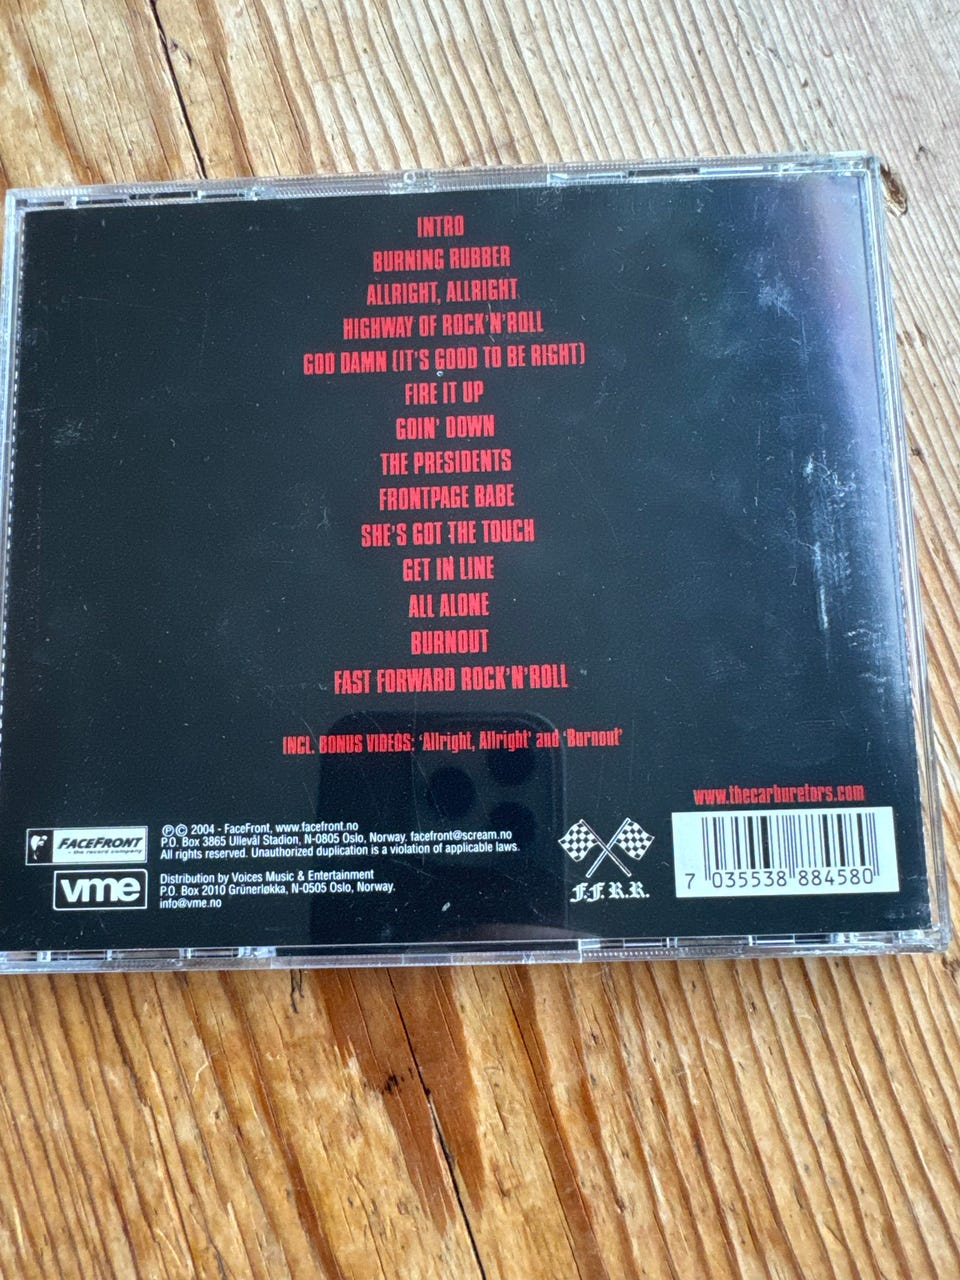 INTRO
BURNING RUBBER
ALLRIGHT, ALLRIGHT
HIGHWAY OF ROCK'N'ROLL
GOD DAMN (IT'S GOOD TO BE RIGHT)
FIRE IT UP
GOIN' DOWN
THE PRESIDENTS
FRONTPAGE BABE
SHE'S GOT THE TOUCH
GET IN LINE
ALL ALONE
BURNOUT
FAST FORWARD ROCK'N'ROLL
INCL. BONUS VIDEOS: 'Allright, Allright' and 'Burnout'
www.thecarburetors.com
FACEFRONT
- the record company
℗© 2004 - FaceFront, www.facefront.no
P.O. Box 3865 Ullevål Stadion, N-0805 Oslo, Norway, facefront@scream.no
All rights reserved. Unauthorized duplication is a violation of applicable laws.
vme
Distribution by Voices Music & Entertainment
P.O. Box 2010 Grünerløkka, N-0505 Oslo, Norway.
info@vme.no
F.F.R.R.
7 035538 884580